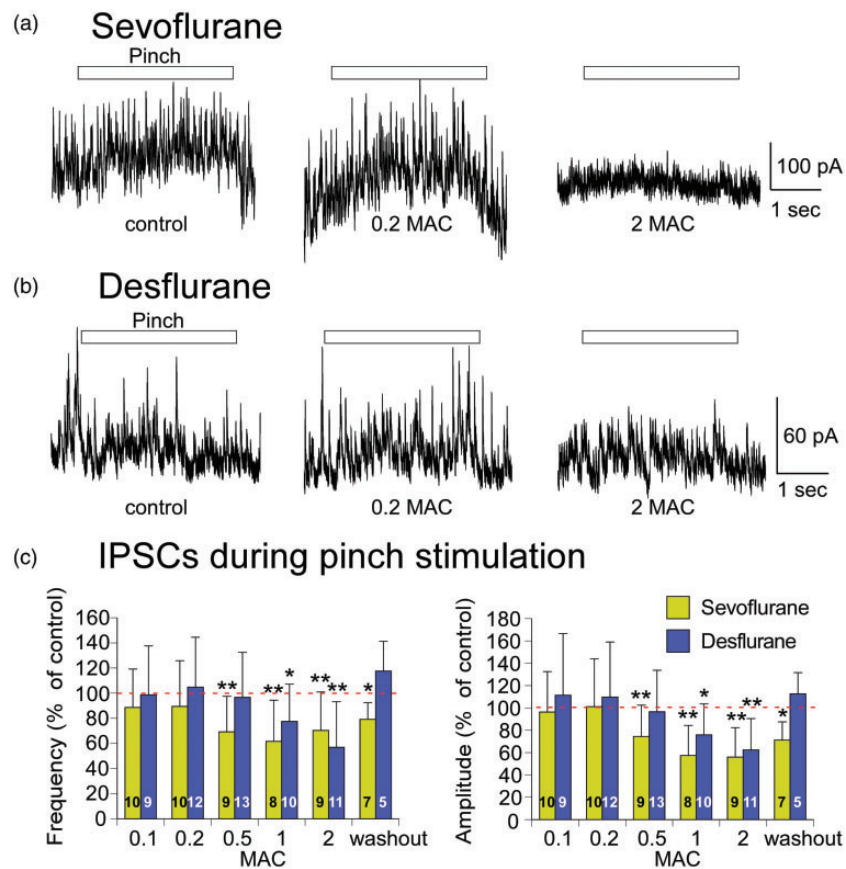 (a) Sevoflurane
Pinch
control
0.2 MAC
2 MAC
100 pA
1 sec
(b) Desflurane
Pinch
control
0.2 MAC
2 MAC
60 pA
1 sec
(c) IPSCs during pinch stimulation
Frequency (% of control)
160
140
120
100
80
60
40
20
0
** ** * ** ** *
10 9 10 12 9 13 8 10 9 11 7 5
0.1 0.2 0.5 1 2 washout
MAC
Amplitude (% of control)
180
160
140
120
100
80
60
40
20
0
Sevoflurane
Desflurane
** ** * ** ** *
10 9 10 12 9 13 8 10 9 11 7 5
0.1 0.2 0.5 1 2 washout
MAC